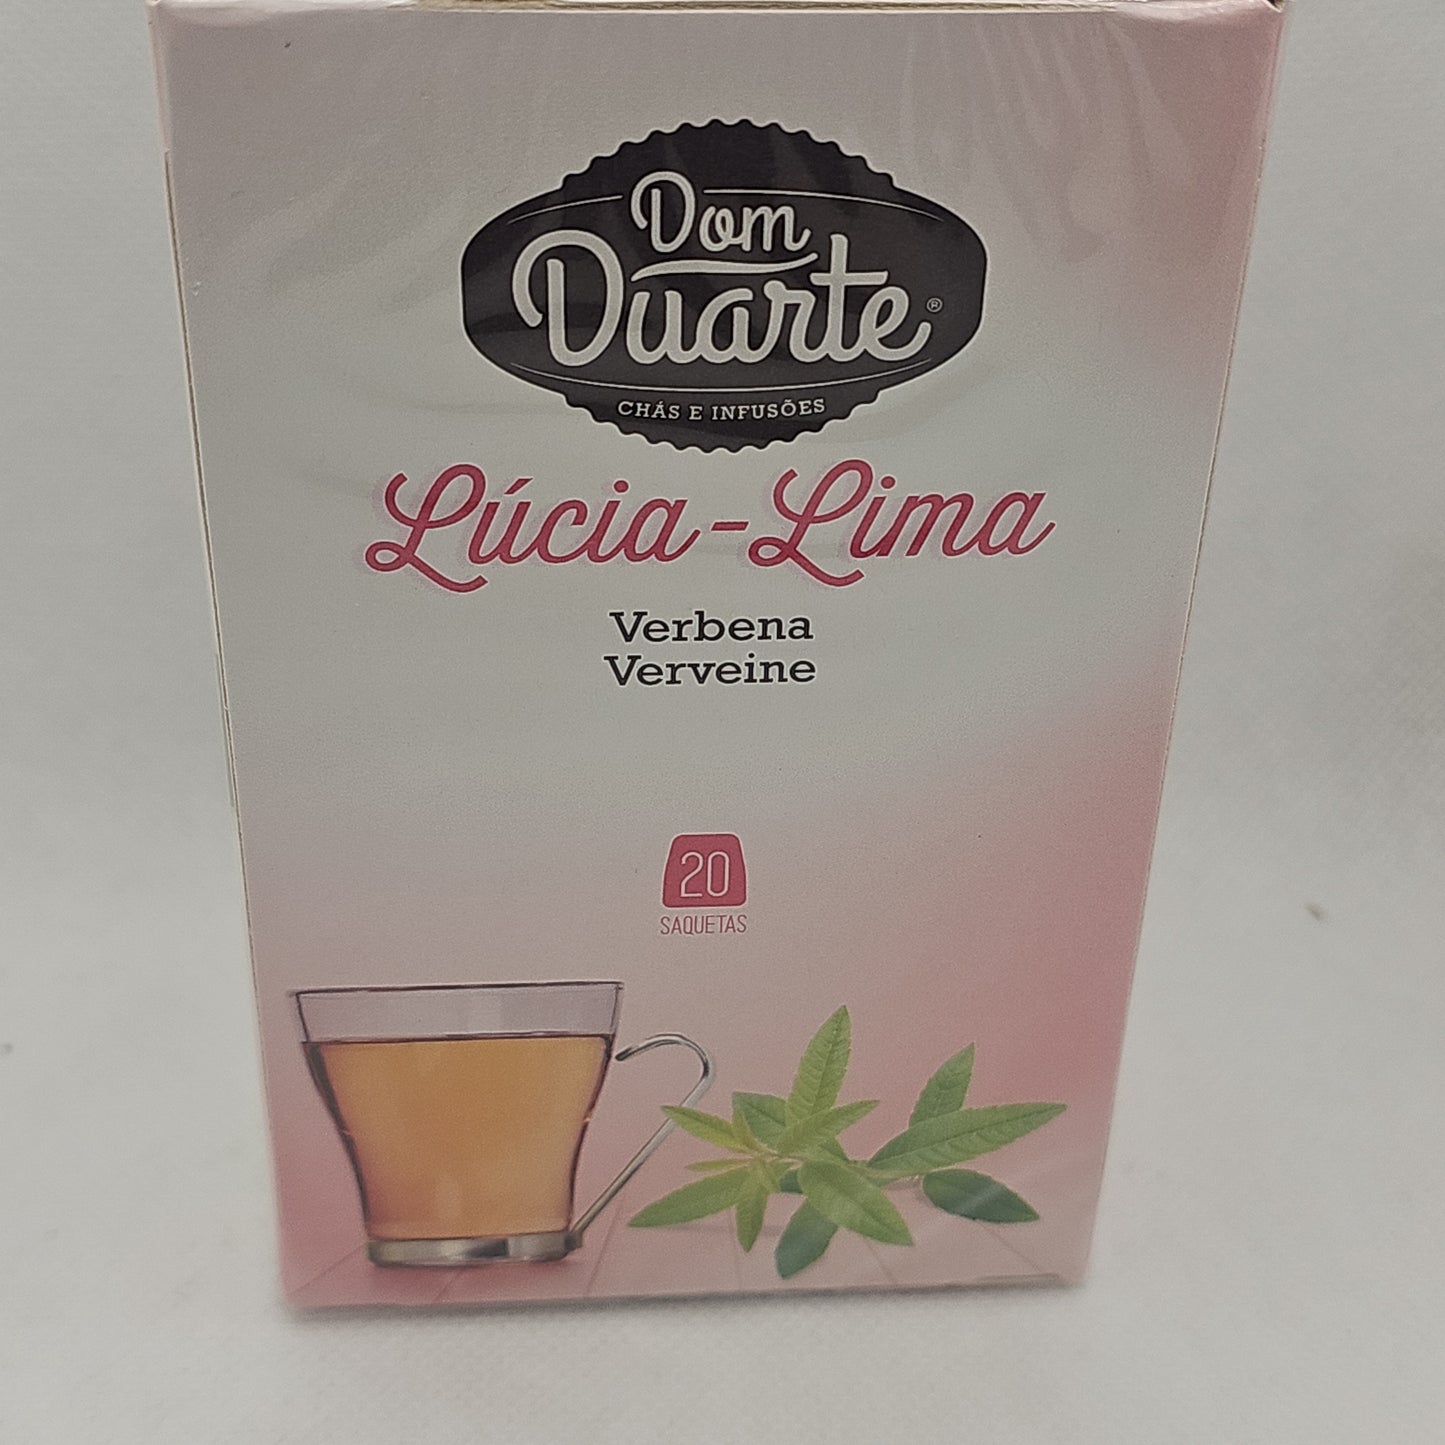 Dom
Duarte®
CHÁS E INFUSÕES
Lúcia-Lima
Verbena
Verveine
20
SAQUETAS